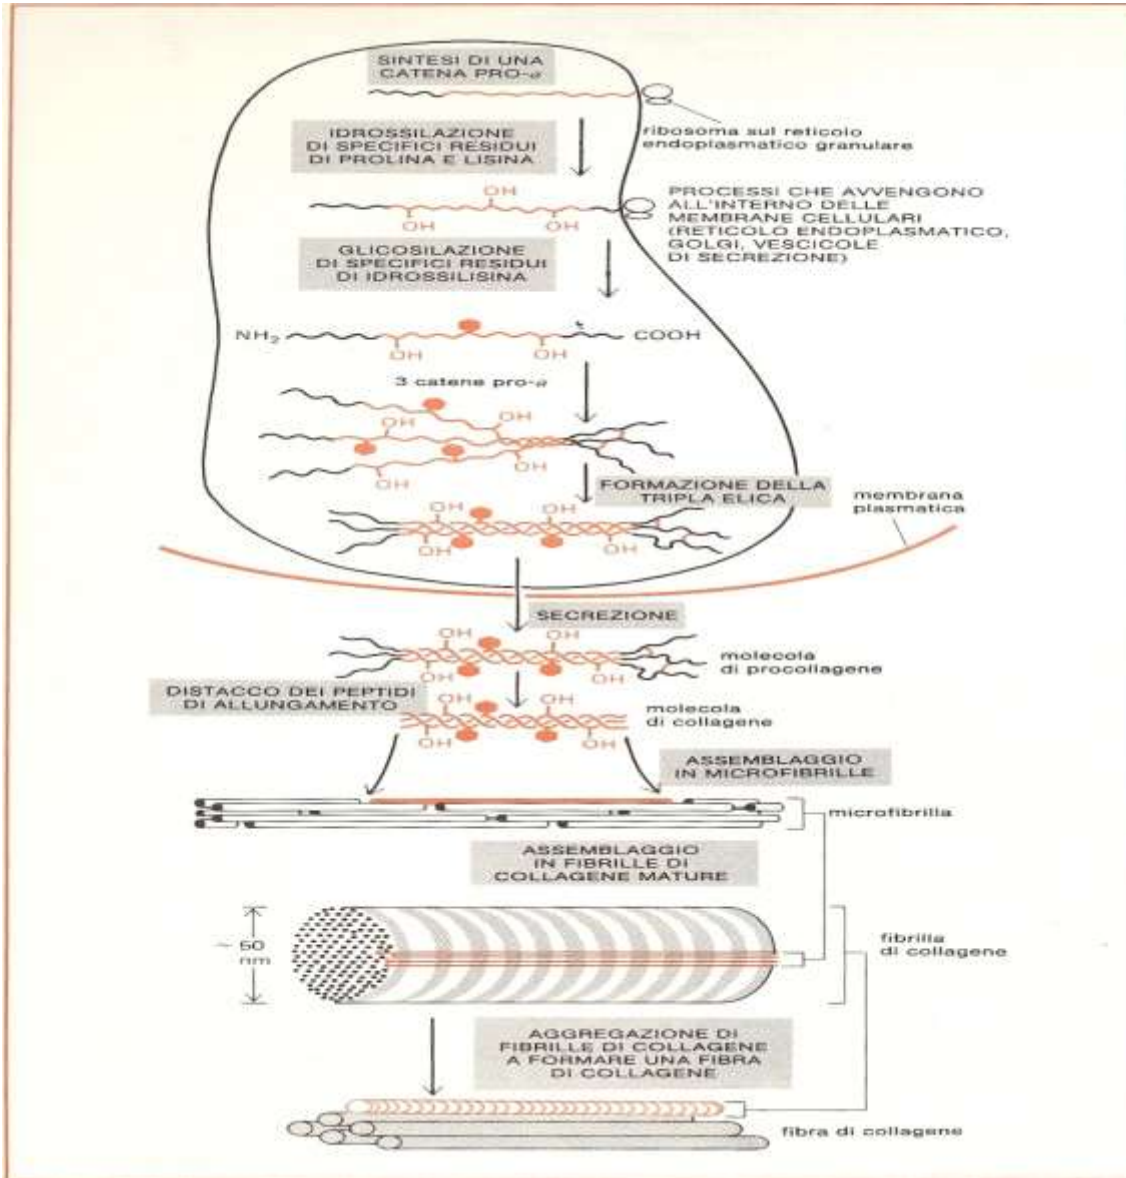 SINTESI DI UNA
CATENA PRO-α
ribosoma sul reticolo
endoplasmatico granulare
IDROSSILAZIONE
DI SPECIFICI RESIDUI
DI PROLINA E LISINA
OH
OH
OH
PROCESSI CHE AVVENGONO
ALL'INTERNO DELLE
MEMBRANE CELLULARI
(RETICOLO ENDOPLASMATICO,
GOLGI, VESCICOLE
DI SECREZIONE)
GLICOSILAZIONE
DI SPECIFICI RESIDUI
DI IDROSSILISINA
NH₂
COOH
OH
OH
3 catene pro-α
OH
OH
OH
OH
FORMAZIONE DELLA
TRIPLA ELICA
membrana
plasmatica
OH
OH
OH
OH
SECREZIONE
OH
OH
OH
OH
molecola
di procollagene
DISTACCO DEI PEPTIDI
DI ALLUNGAMENTO
OH
OH
OH
OH
molecola
di collagene
ASSEMBLAGGIO
IN MICROFIBRILLE
microfibrilla
ASSEMBLAGGIO
IN FIBRILLE DI
COLLAGENE MATURE
~ 50
nm
fibrilla
di collagene
AGGREGAZIONE DI
FIBRILLE DI COLLAGENE
A FORMARE UNA FIBRA
DI COLLAGENE
fibra di collagene